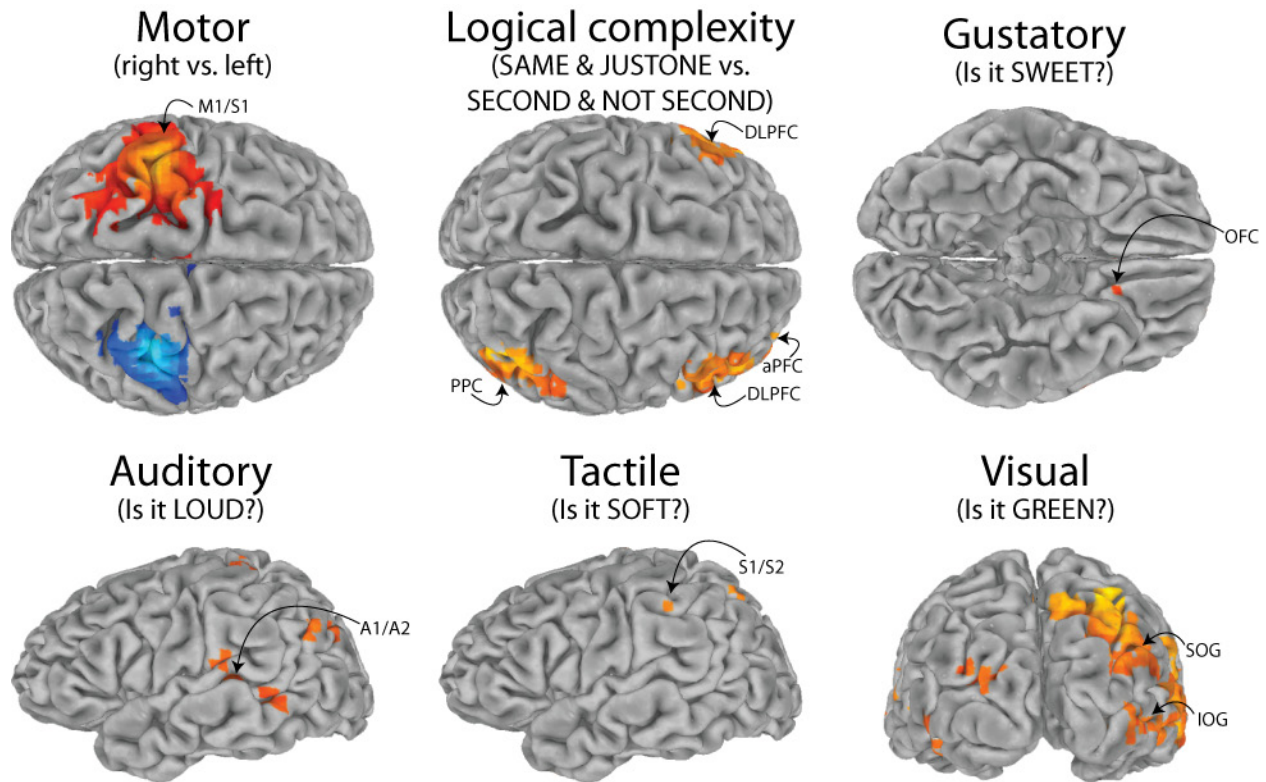 Motor
(right vs. left)
M1/S1
Logical complexity
(SAME & JUSTONE vs.
SECOND & NOT SECOND)
DLPFC
PPC
aPFC
DLPFC
Gustatory
(Is it SWEET?)
OFC
Auditory
(Is it LOUD?)
A1/A2
Tactile
(Is it SOFT?)
S1/S2
Visual
(Is it GREEN?)
SOG
IOG